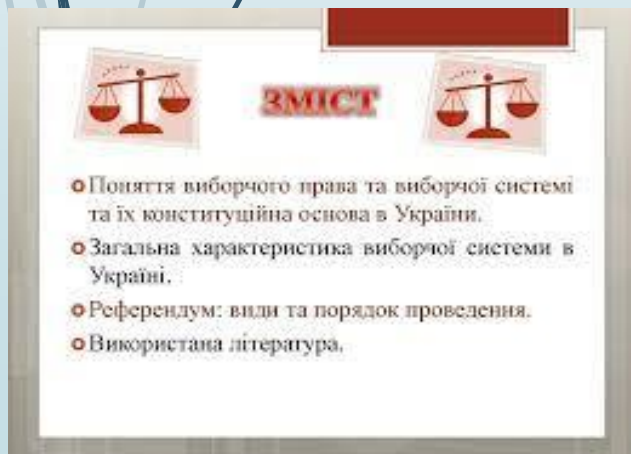 ЗМІСТ
Поняття виборчого права та виборчої системі
та їх конституційна основа в України.
Загальна характеристика виборчої системи в
Україні.
Референдум: види та порядок проведення.
Використана література.